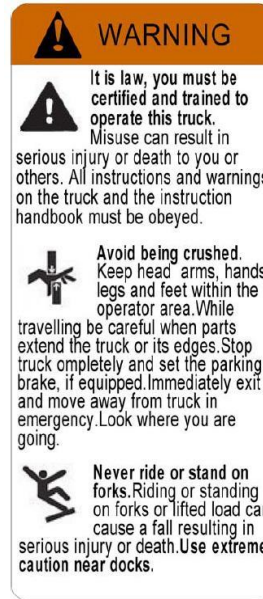 WARNING
It is law, you must be
certified and trained to
operate this truck.
Misuse can result in
serious injury or death to you or
others. All instructions and warnings
on the truck and the instruction
handbook must be obeyed.
Avoid being crushed.
Keep head arms, hands
legs and feet within the
operator area.While
travelling be careful when parts
extend the truck or its edges.Stop
truck ompletely and set the parking
brake, if equipped.Immediately exit
and move away from truck in
emergency.Look where you are
going.
Never ride or stand on
forks.Riding or standing
on forks or lifted load can
cause a fall resulting in
serious injury or death.Use extreme
caution near docks.